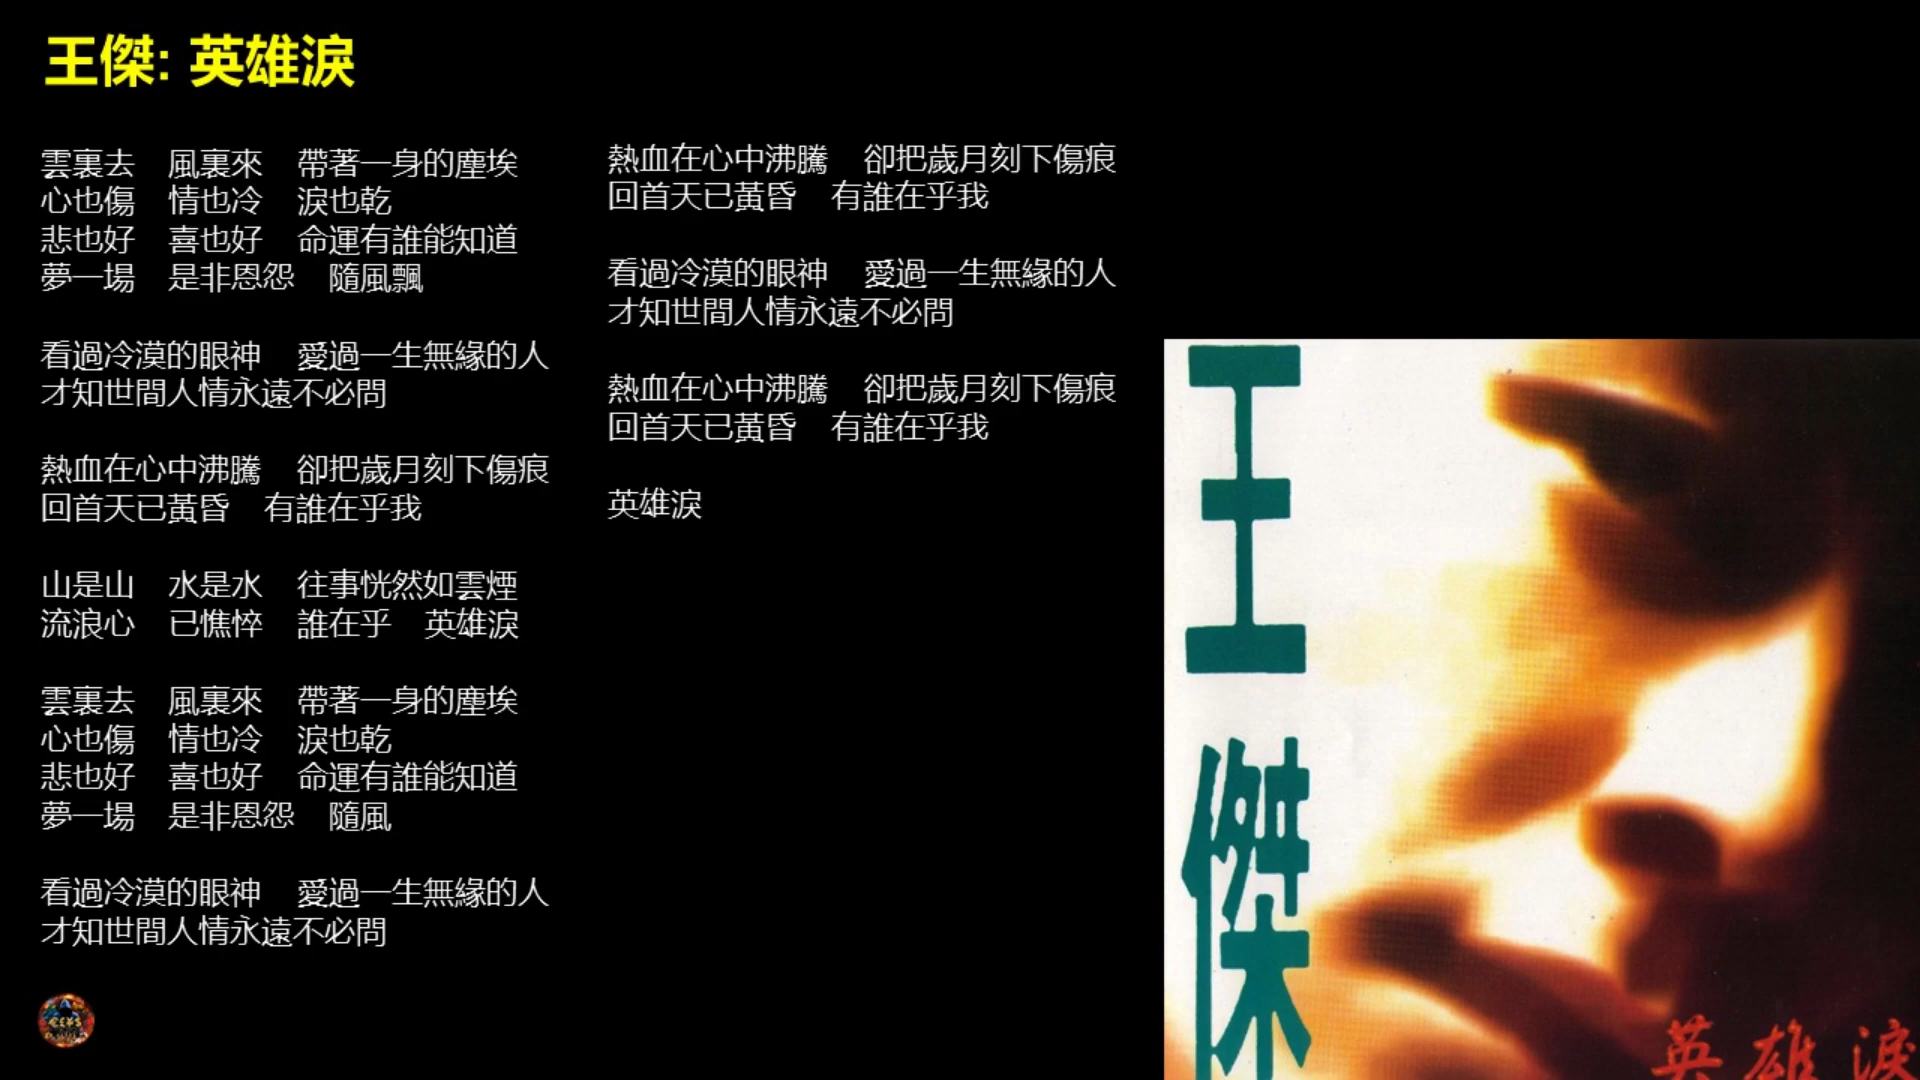 王傑: 英雄淚
雲裏去　風裏來　帶著一身的塵埃
心也傷　情也冷　淚也乾
悲也好　喜也好　命運有誰能知道
夢一場　是非恩怨　隨風飄
看過冷漠的眼神　愛過一生無緣的人
才知世間人情永遠不必問
熱血在心中沸騰　卻把歲月刻下傷痕
回首天已黃昏　有誰在乎我
山是山　水是水　往事恍然如雲煙
流浪心　已憔悴　誰在乎　英雄淚
雲裏去　風裏來　帶著一身的塵埃
心也傷　情也冷　淚也乾
悲也好　喜也好　命運有誰能知道
夢一場　是非恩怨　隨風
看過冷漠的眼神　愛過一生無緣的人
才知世間人情永遠不必問
熱血在心中沸騰　卻把歲月刻下傷痕
回首天已黃昏　有誰在乎我
看過冷漠的眼神　愛過一生無緣的人
才知世間人情永遠不必問
熱血在心中沸騰　卻把歲月刻下傷痕
回首天已黃昏　有誰在乎我
英雄淚
王傑
英雄淚